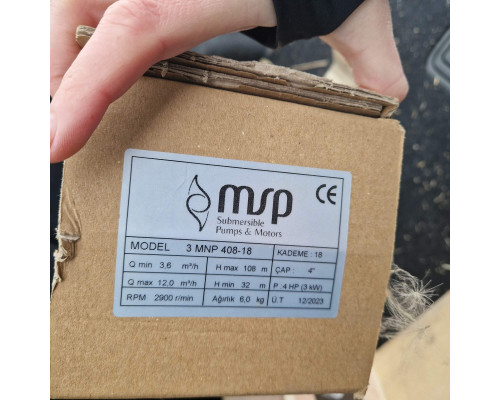 msp
CE
Submersible
Pumps & Motors
MODEL 3 MNP 408-18 KADEME : 18
Q min 3,6 m³/h H max 108 m ÇAP : 4"
Q max 12,0 m³/h H min 32 m P :4 HP (3 kW)
RPM 2900 r/min Ağırlık 6,0 kg Ü.T 12/2023